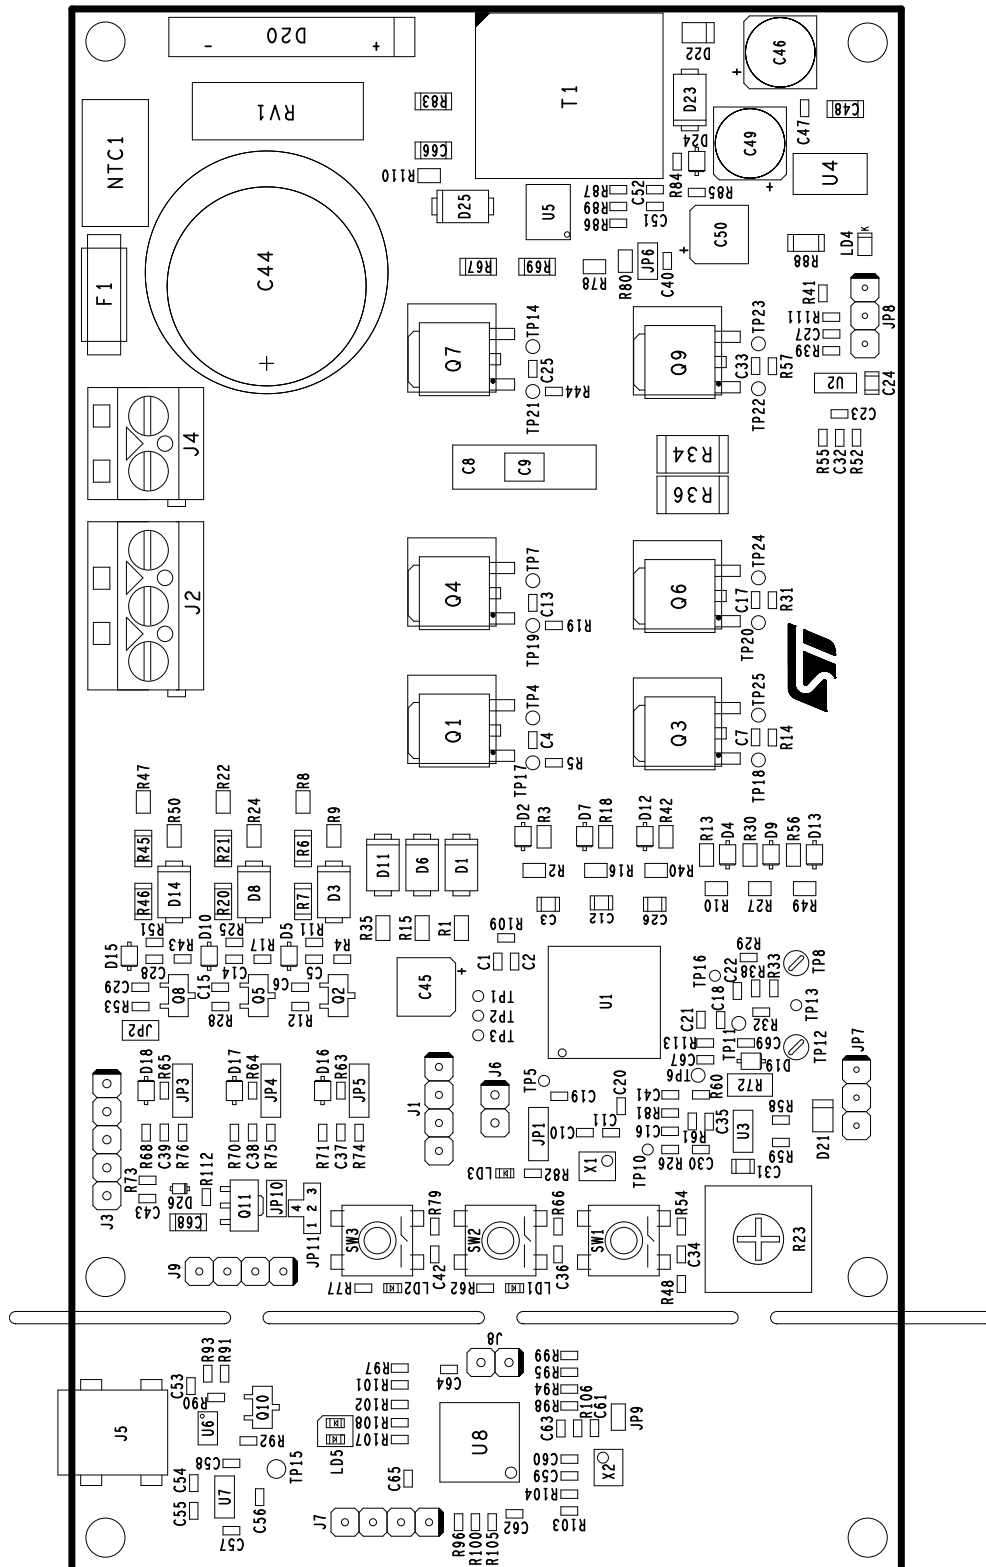 D20
-
+
RV1
NTC1
F1
C44
+
R83
C66
R110
D25
T1
D22
D23
D24
C46
+
C47
C48
C49
+
U4
R84
R85
R87
R89
R86
C52
C51
U5
C50
+
R88
LD4
K
R67
R69
R78
R80
JP6
C40
R41
R111
C27
R39
JP8
U2
C24
C23
R55
C32
R52
Q7
TP14
C25
TP21
R44
Q9
TP23
C33
R57
TP22
J4
C8
C9
R34
R36
J2
Q4
TP7
C13
TP19
R19
Q6
TP24
C17
R31
TP20
ST
Q1
TP4
C4
TP17
R5
Q3
TP25
C7
R14
TP18
R47
R22
R8
R50
R24
R9
R45
R21
R6
R46
R20
R7
D14
D8
D3
D11
D6
D1
D2
R3
D7
R18
D12
R42
R13
D4
R30
D9
R56
D13
R2
R16
R40
R10
R27
R49
C3
C12
C26
D15
R51
R43
D10
R25
R17
D5
R11
R4
R35
R15
R1
R109
C29
C28
R53
Q8
C15
C14
R28
Q5
C6
C5
R12
Q2
JP2
C45
+
C1
C2
TP1
TP2
TP3
U1
R29
TP16
C22
R38
R33
TP8
TP13
C18
C21
TP11
R32
R113
C69
TP12
C67
D19
TP6
R60
R72
JP7
D18
R65
JP3
D17
R64
JP4
D16
R63
JP5
J1
J6
TP5
C19
C20
C41
R81
C16
R61
C35
U3
R58
R59
D21
R68
C39
R76
R70
C38
R75
R71
C37
R74
JP1
C10
C11
LD3
R82
X1
TP10
R26
C30
C31
J3
R73
C43
D26
R112
C68
Q11
JP10
4
1 2 3
JP11
SW3
R79
C42
SW2
R66
C36
SW1
R54
C34
R48
R23
J9
R77
LD2
R62
LD1
J5
C53
R93
R91
R90
U6
Q10
R92
C58
TP15
C54
C55
U7
C56
C57
R97
R101
R102
R108
R107
LD5
C65
C64
J8
U8
R99
R95
R94
R98
C63
R106
C61
JP9
C60
C59
R104
R103
X2
J7
R96
R100
R105
C62